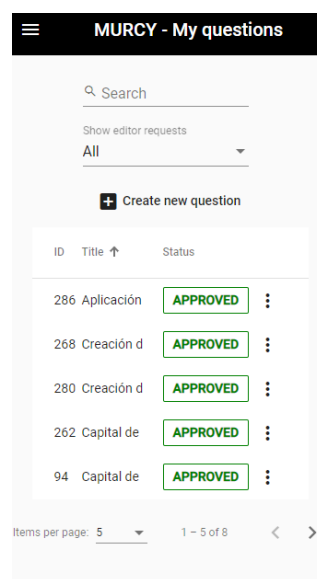 MURCY - My questions
Search
Show editor requests
All
Create new question
ID Title Status
286 Aplicación APPROVED
268 Creación d APPROVED
280 Creación d APPROVED
262 Capital de APPROVED
94 Capital de APPROVED
Items per page: 5 1 – 5 of 8